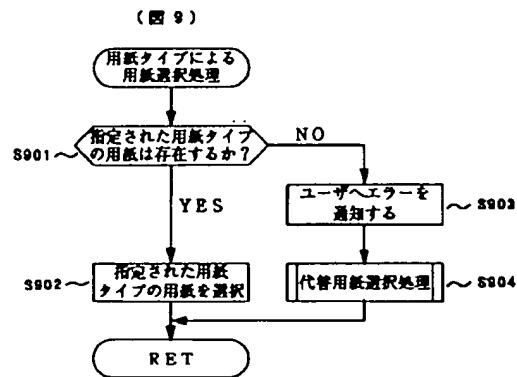 (図 9)
用紙タイプによる
用紙選択処理
指定された用紙タイプ
の用紙は存在するか?
S901
NO
YES
ユーザへエラーを
通知する
S903
指定された用紙
タイプの用紙を選択
S902
代替用紙選択処理
S904
RET